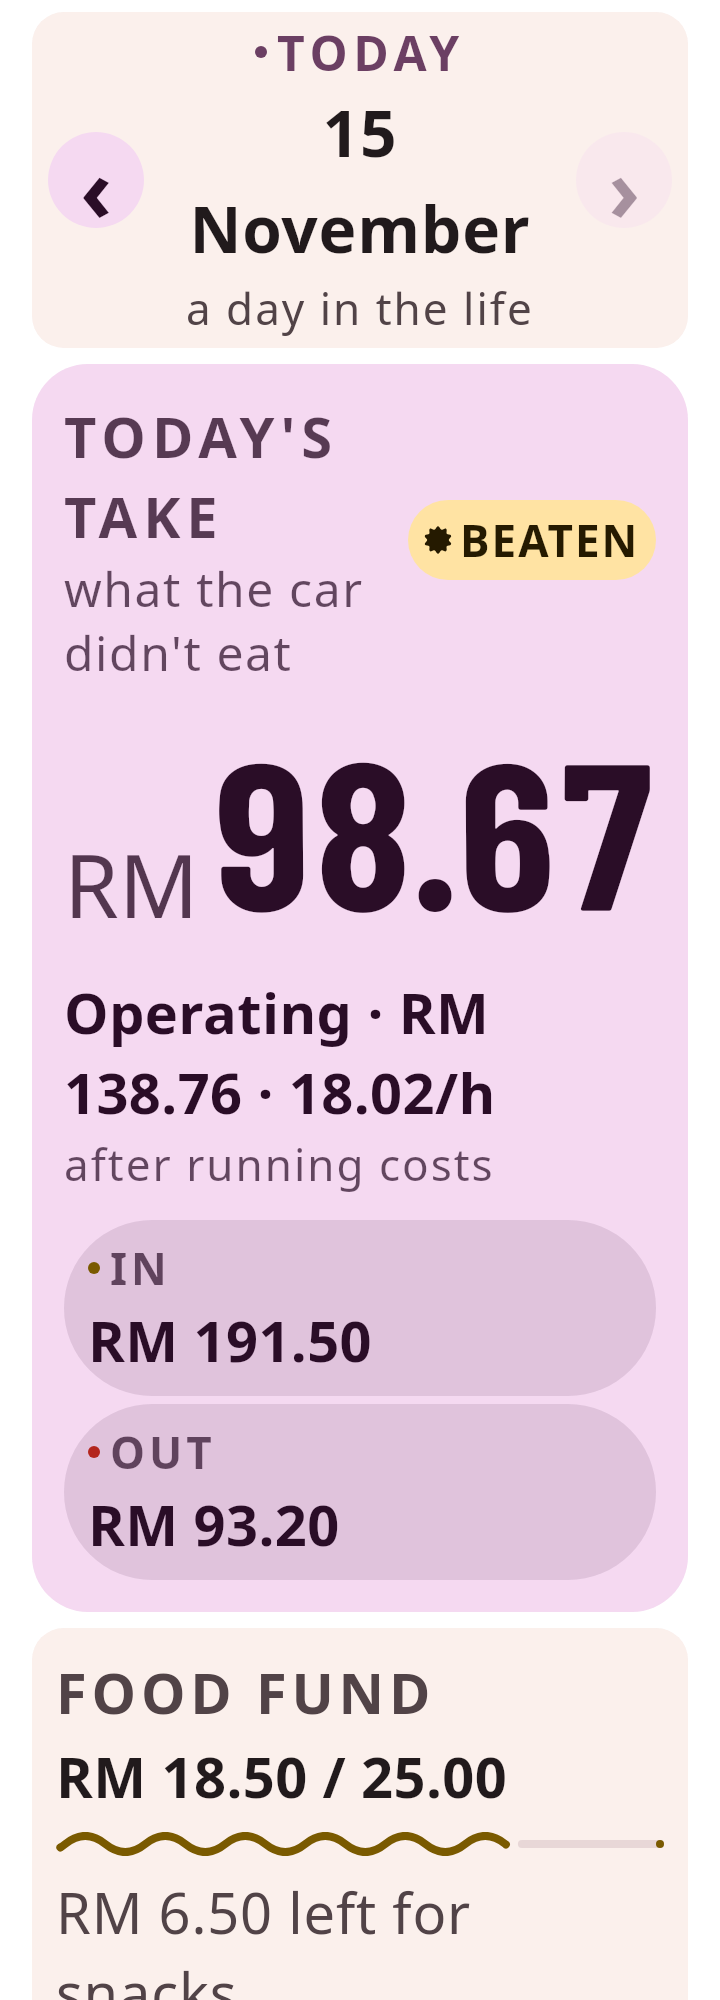 TODAY
15
November
a day in the life
TODAY'S
TAKE
BEATEN
what the car
didn't eat
RM 98.67
Operating · RM
138.76 · 18.02/h
after running costs
IN
RM 191.50
OUT
RM 93.20
FOOD FUND
RM 18.50 / 25.00
RM 6.50 left for
snacks